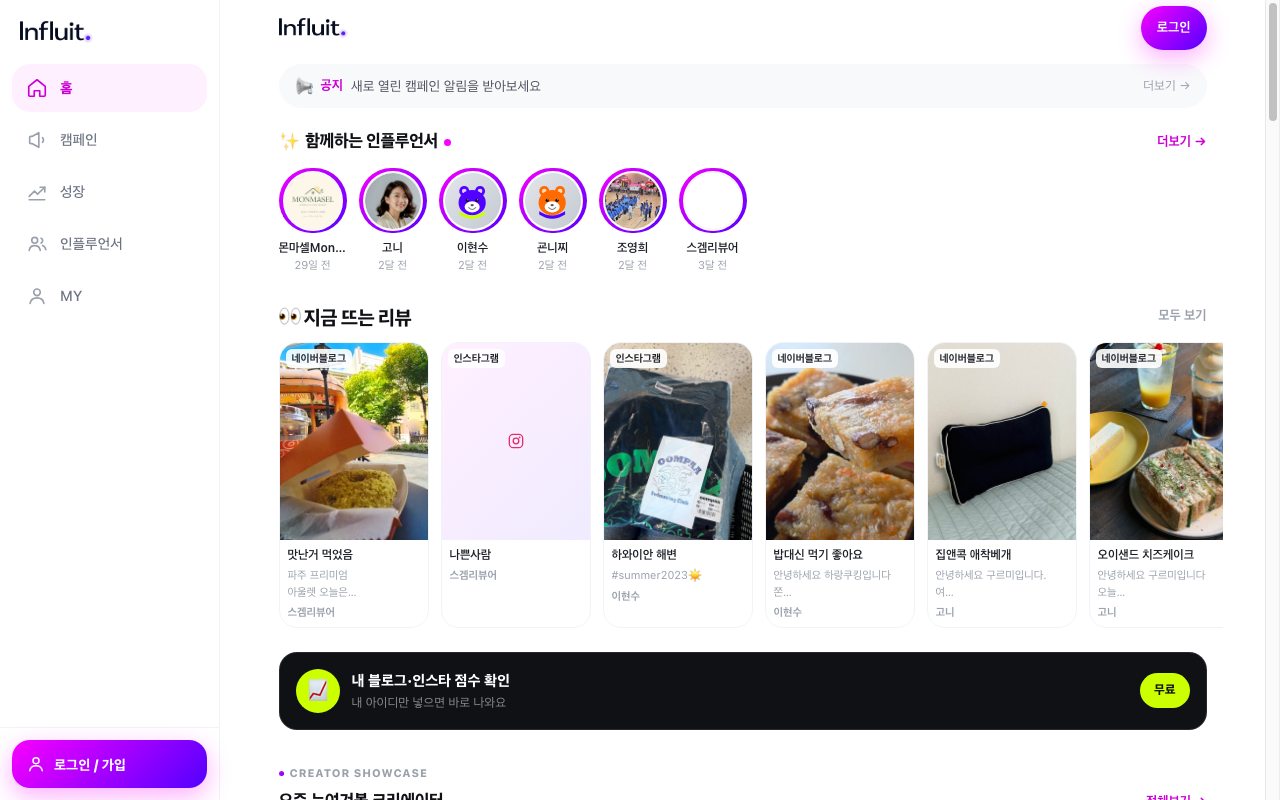 Influit.
홈
캠페인
성장
인플루언서
MY
로그인 / 가입
Influit.
로그인
공지 새로 열린 캠페인 알림을 받아보세요
더보기 →
✨ 함께하는 인플루언서
더보기 →
MONMASEL
몬마셀Mon...
29일 전
고니
2달 전
이현수
2달 전
곤니찌
2달 전
조영희
2달 전
스겜리뷰어
3달 전
👀 지금 뜨는 리뷰
모두 보기
네이버블로그
맛난거 먹었음
파주 프리미엄
아울렛 오늘은...
스겜리뷰어
인스타그램
나쁜사람
스겜리뷰어
인스타그램
COMPLA
하와이안 해변
#summer2023☀️
이현수
네이버블로그
밥대신 먹기 좋아요
안녕하세요 하랑쿠킹입니다
쫀...
이현수
네이버블로그
집앤콕 애착베개
안녕하세요 구르미입니다.
여...
고니
네이버블로그
오이샌드 치즈케이크
안녕하세요 구르미입니다
오늘...
고니
내 블로그·인스타 점수 확인
내 아이디만 넣으면 바로 나와요
무료
CREATOR SHOWCASE